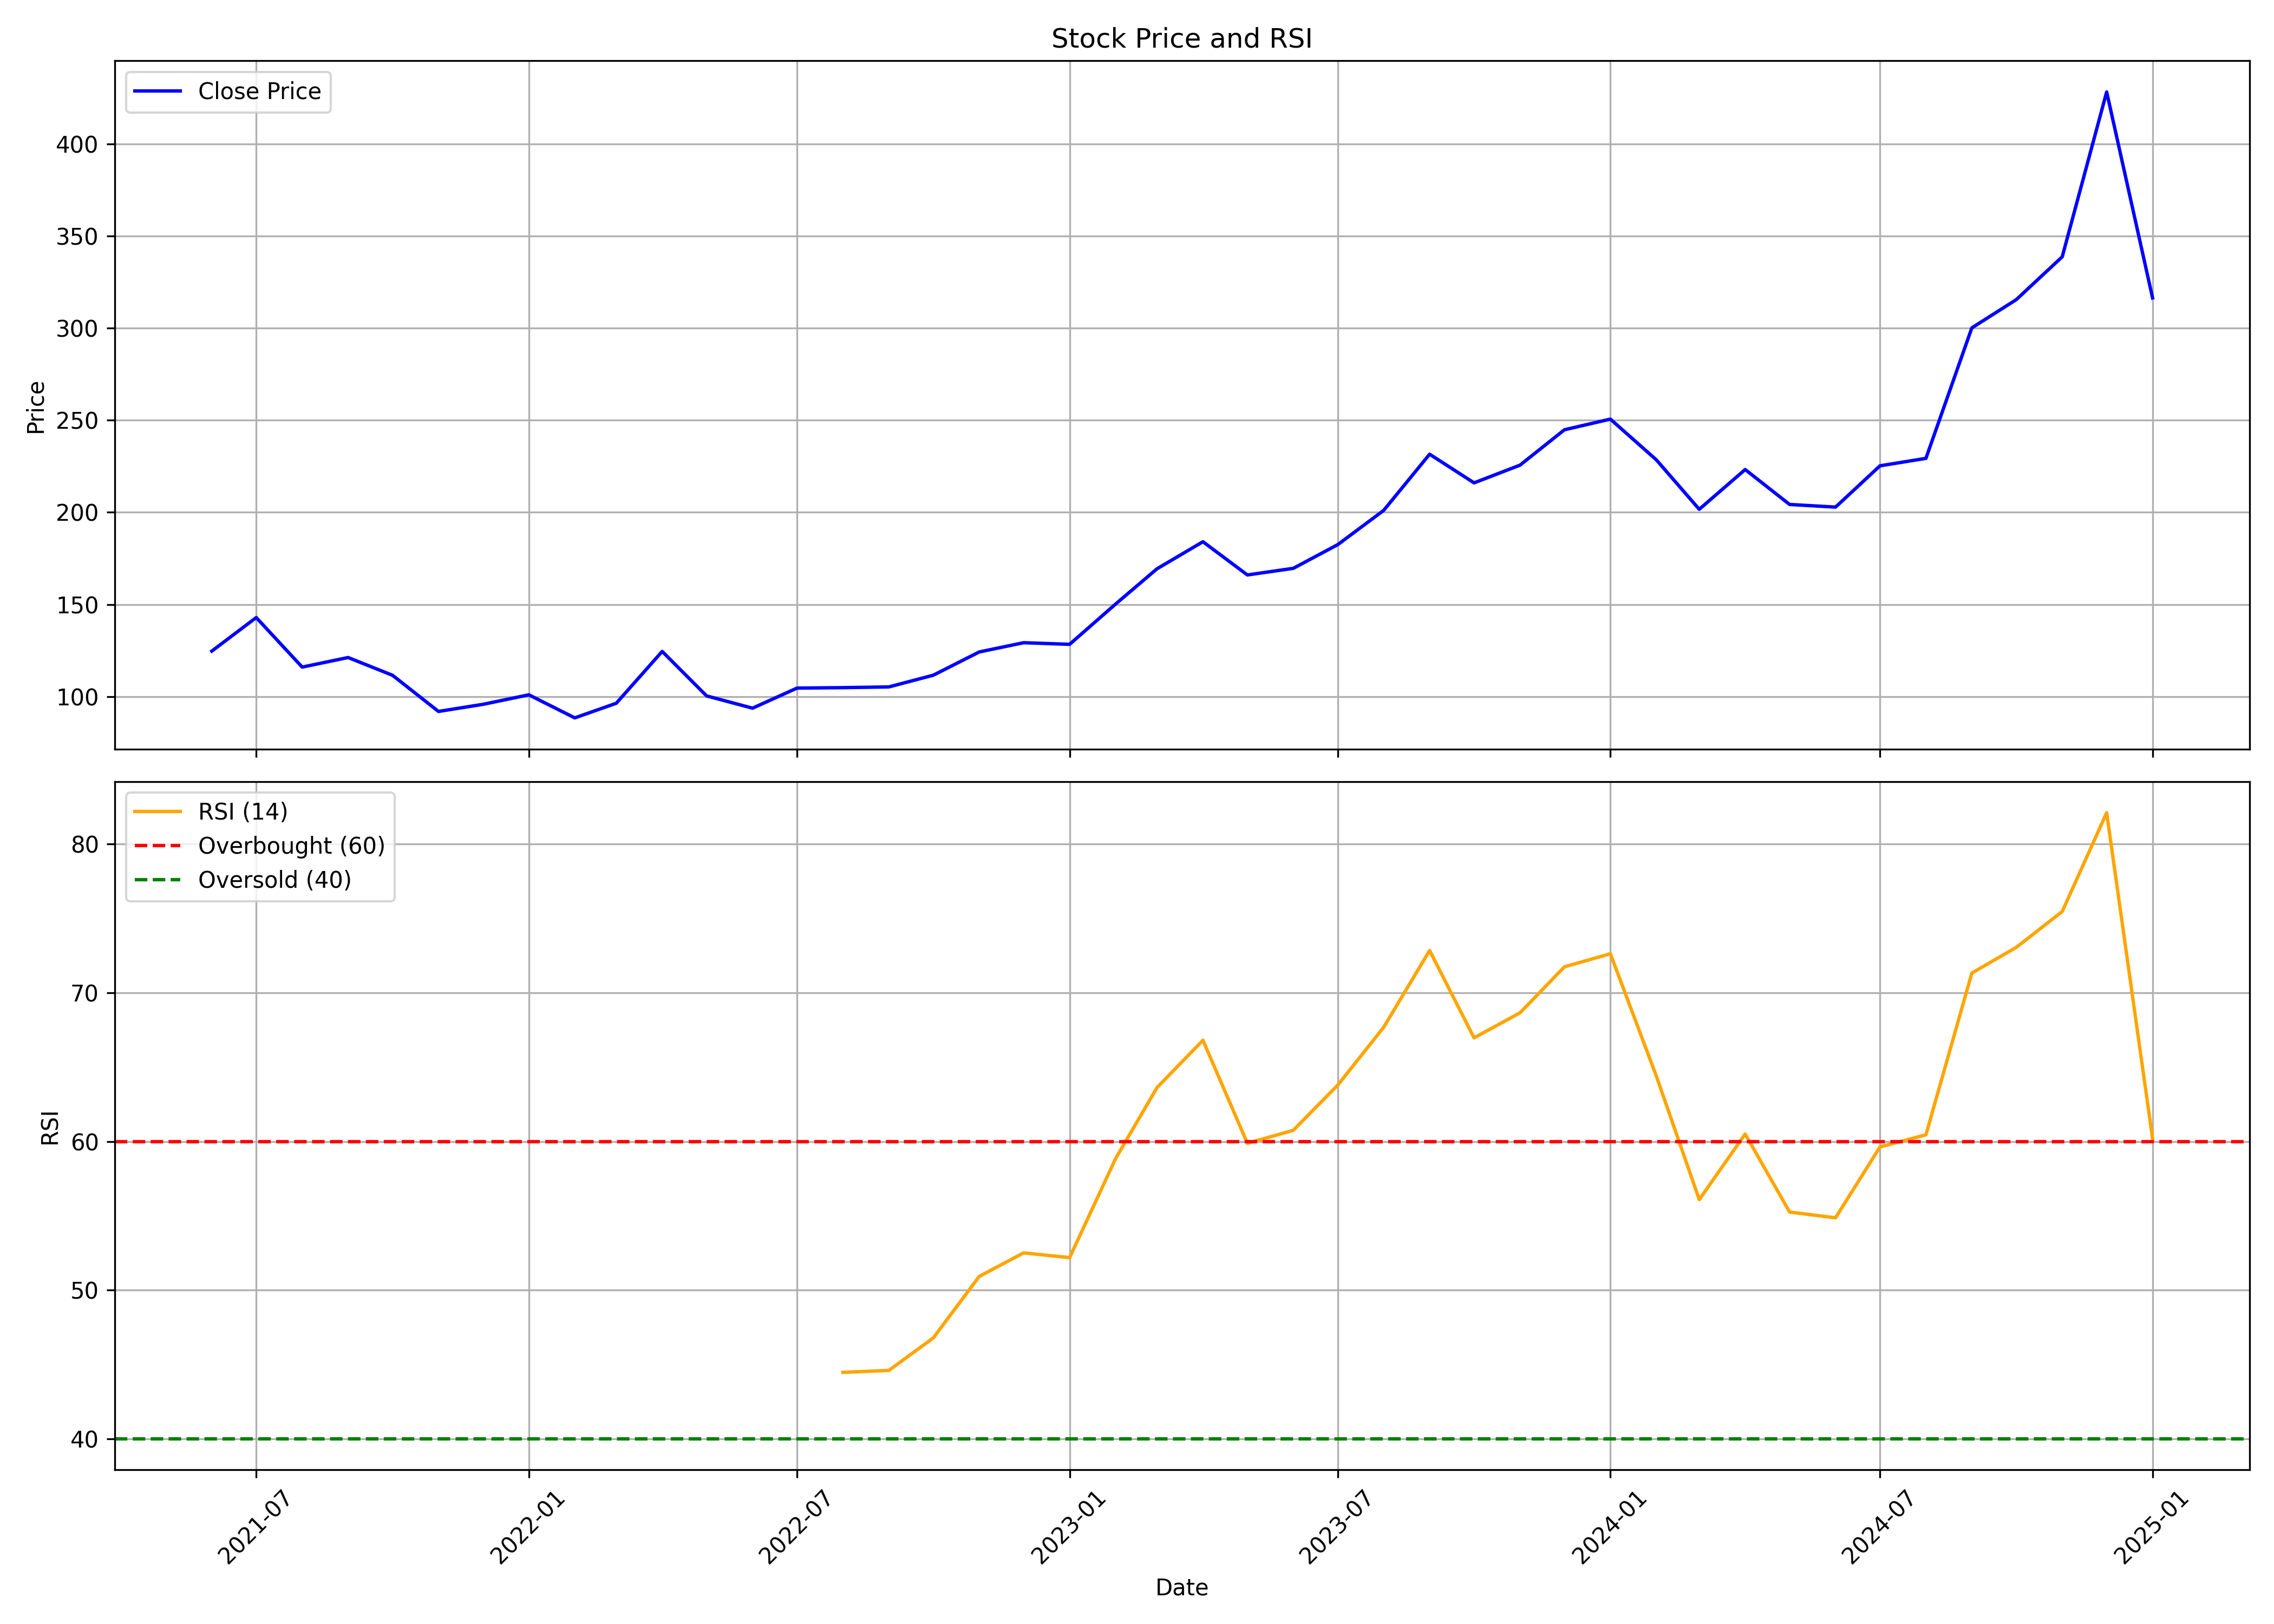 Stock Price and RSI
Close Price
400
350
300
250
200
150
100
Price
RSI (14)
Overbought (60)
Oversold (40)
80
70
60
50
40
RSI
2021-07
2022-01
2022-07
2023-01
2023-07
2024-01
2024-07
2025-01
Date